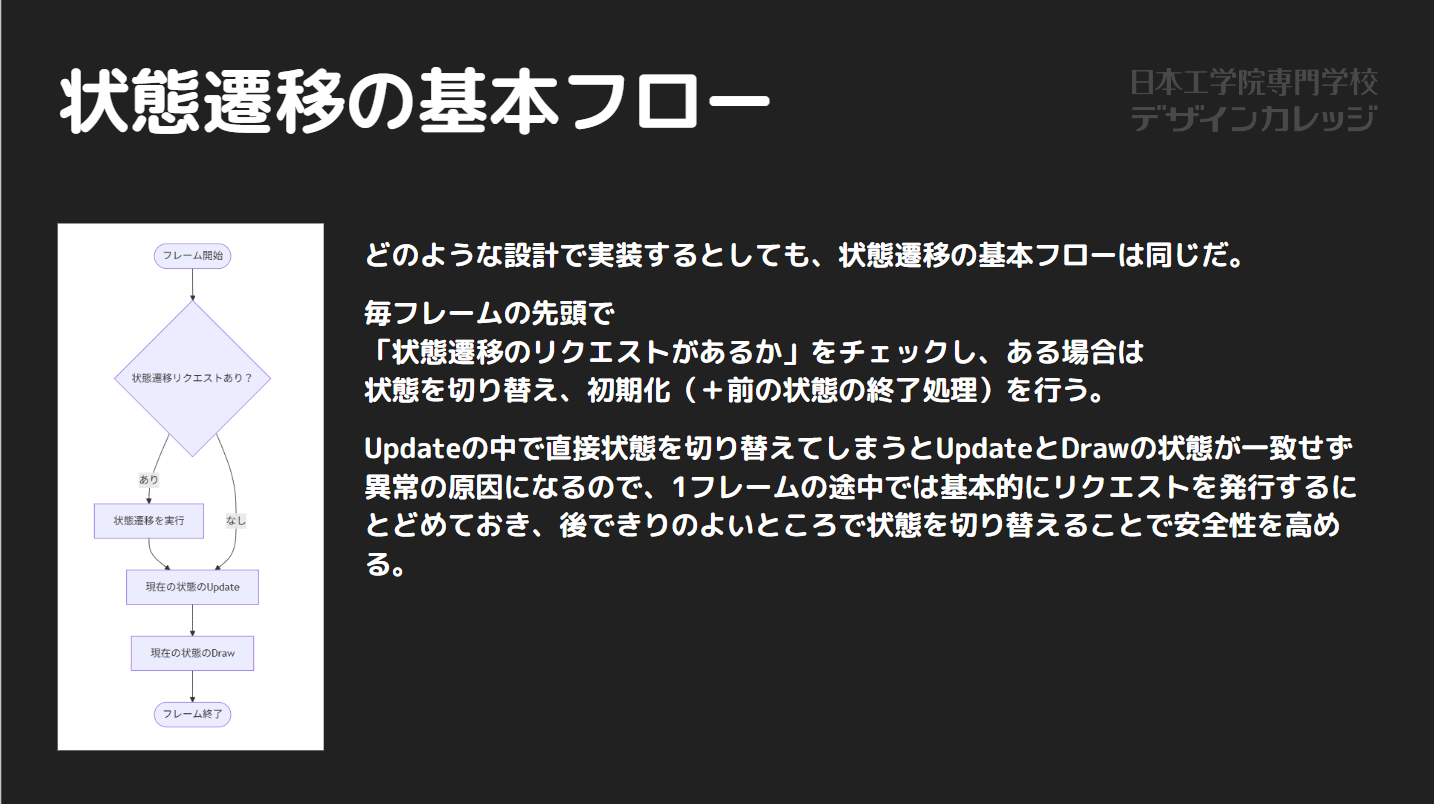 状態遷移の基本フロー
日本工学院専門学校
デザインカレッジ
フレーム開始
状態遷移リクエストあり？
あり
なし
状態遷移を実行
現在の状態のUpdate
現在の状態のDraw
フレーム終了
どのような設計で実装するとしても、状態遷移の基本フローは同じだ。
毎フレームの先頭で
「状態遷移のリクエストがあるか」をチェックし、ある場合は
状態を切り替え、初期化（＋前の状態の終了処理）を行う。
Updateの中で直接状態を切り替えてしまうとUpdateとDrawの状態が一致せず
異常の原因になるので、1フレームの途中では基本的にリクエストを発行するに
とどめておき、後できりのよいところで状態を切り替えることで安全性を高め
る。